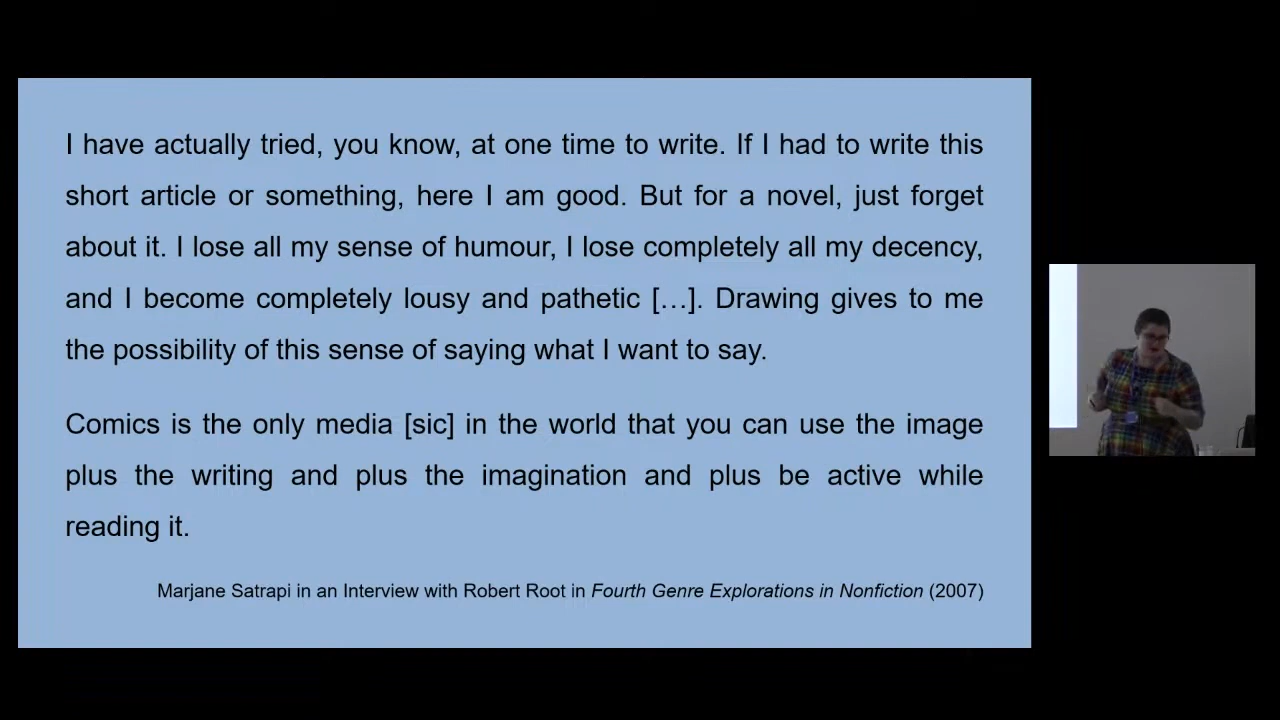 I have actually tried, you know, at one time to write. If I had to write this
short article or something, here I am good. But for a novel, just forget
about it. I lose all my sense of humour, I lose completely all my decency,
and I become completely lousy and pathetic […]. Drawing gives to me
the possibility of this sense of saying what I want to say.
Comics is the only media [sic] in the world that you can use the image
plus the writing and plus the imagination and plus be active while
reading it.
Marjane Satrapi in an Interview with Robert Root in Fourth Genre Explorations in Nonfiction (2007)